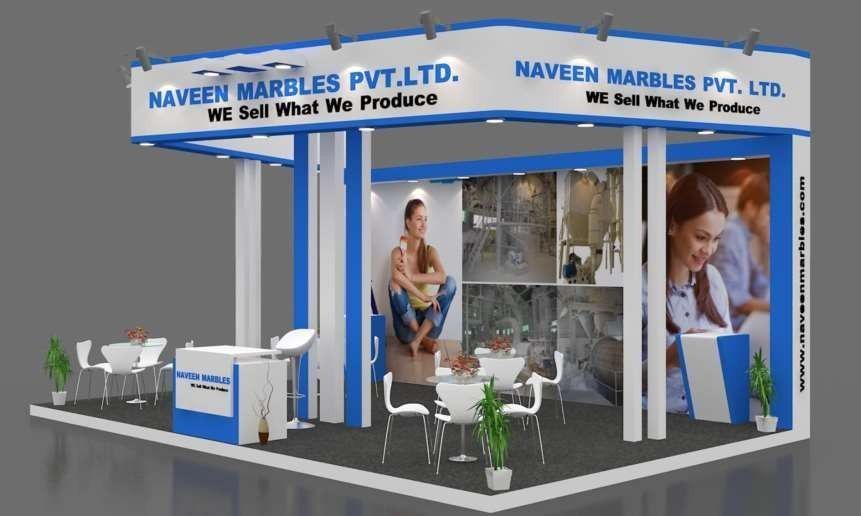 NAVEEN MARBLES PVT.LTD.
WE Sell What We Produce
NAVEEN MARBLES PVT. LTD.
WE Sell What We Produce
NAVEEN MARBLES
WE Sell What We Produce
www.naveenmarbles.com